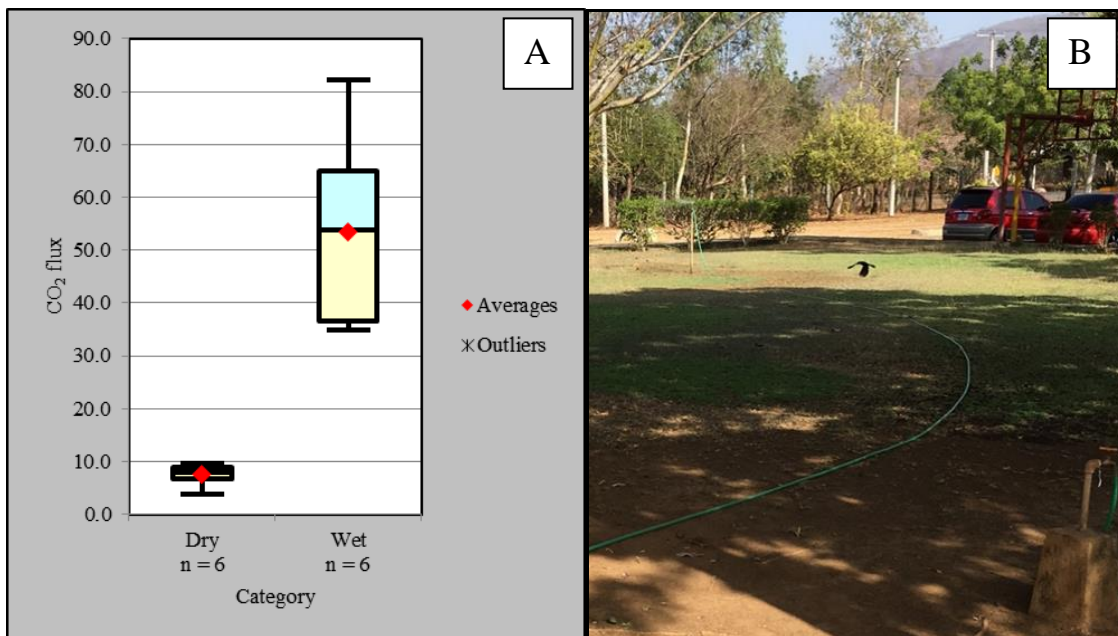 A
90.0
80.0
70.0
60.0
50.0
40.0
30.0
20.0
10.0
0.0
CO₂ flux
Dry
n = 6
Wet
n = 6
Category
Averages
Outliers
B